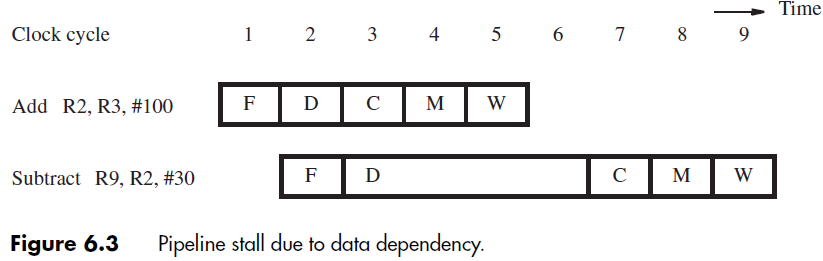 Time
Clock cycle 1 2 3 4 5 6 7 8 9
Add R2, R3, #100 F D C M W
Subtract R9, R2, #30 F D C M W
Figure 6.3 Pipeline stall due to data dependency.